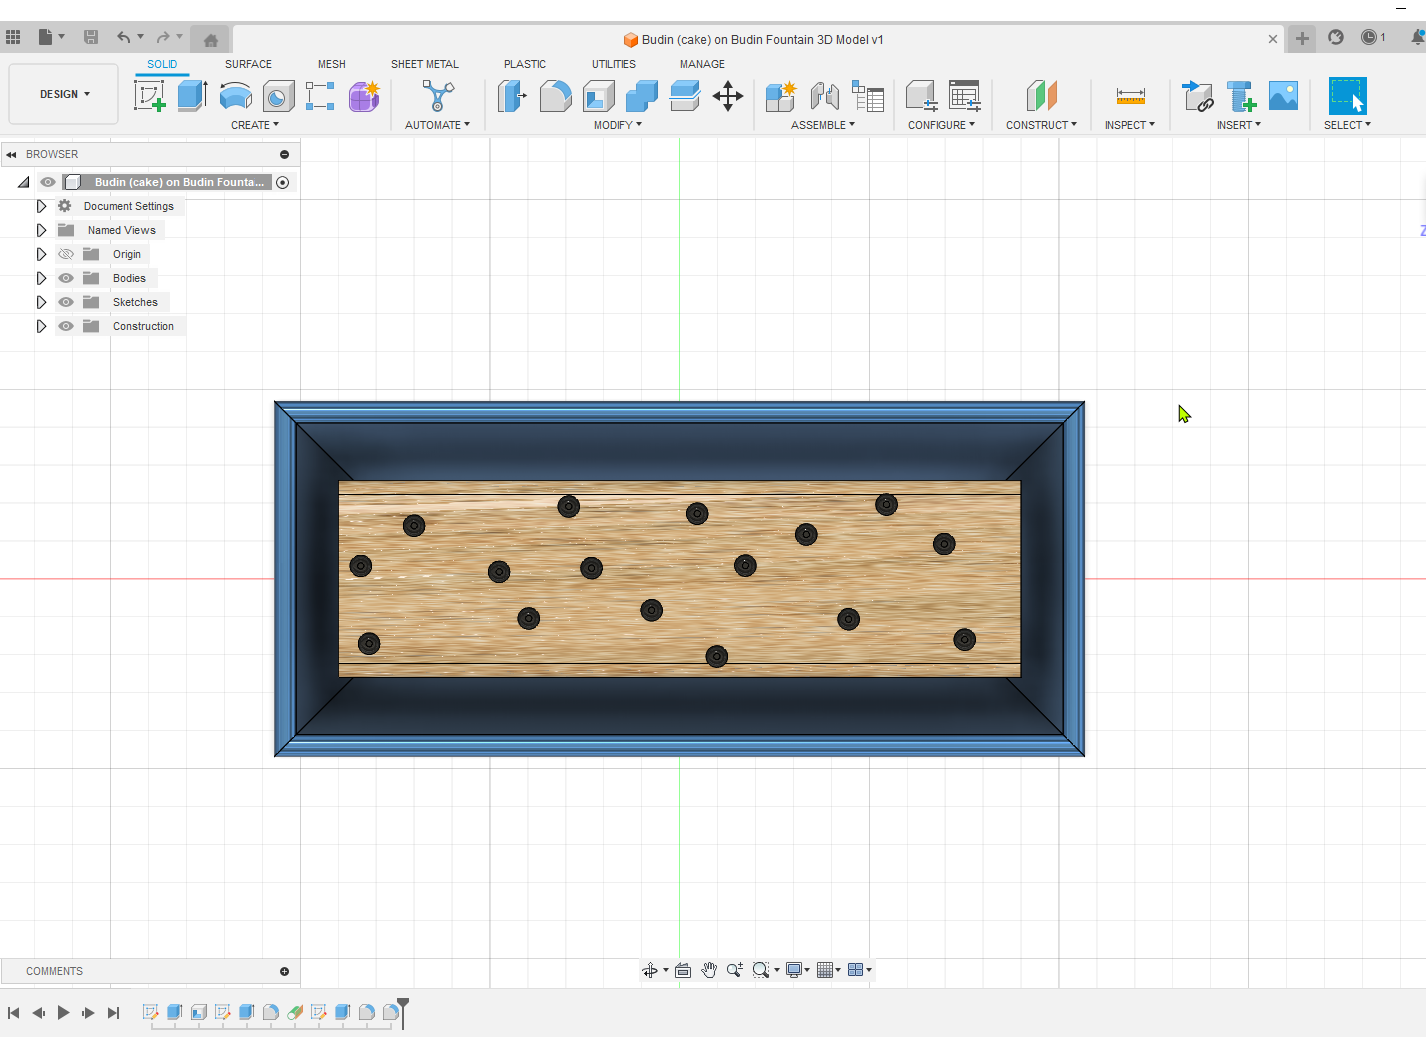 Budin (cake) on Budin Fountain 3D Model v1
1
SOLID SURFACE MESH SHEET METAL PLASTIC UTILITIES MANAGE
DESIGN
CREATE AUTOMATE MODIFY ASSEMBLE CONFIGURE CONSTRUCT INSPECT INSERT SELECT
BROWSER
Budin (cake) on Budin Founta...
Document Settings
Named Views
Origin
Bodies
Sketches
Construction
Z
COMMENTS